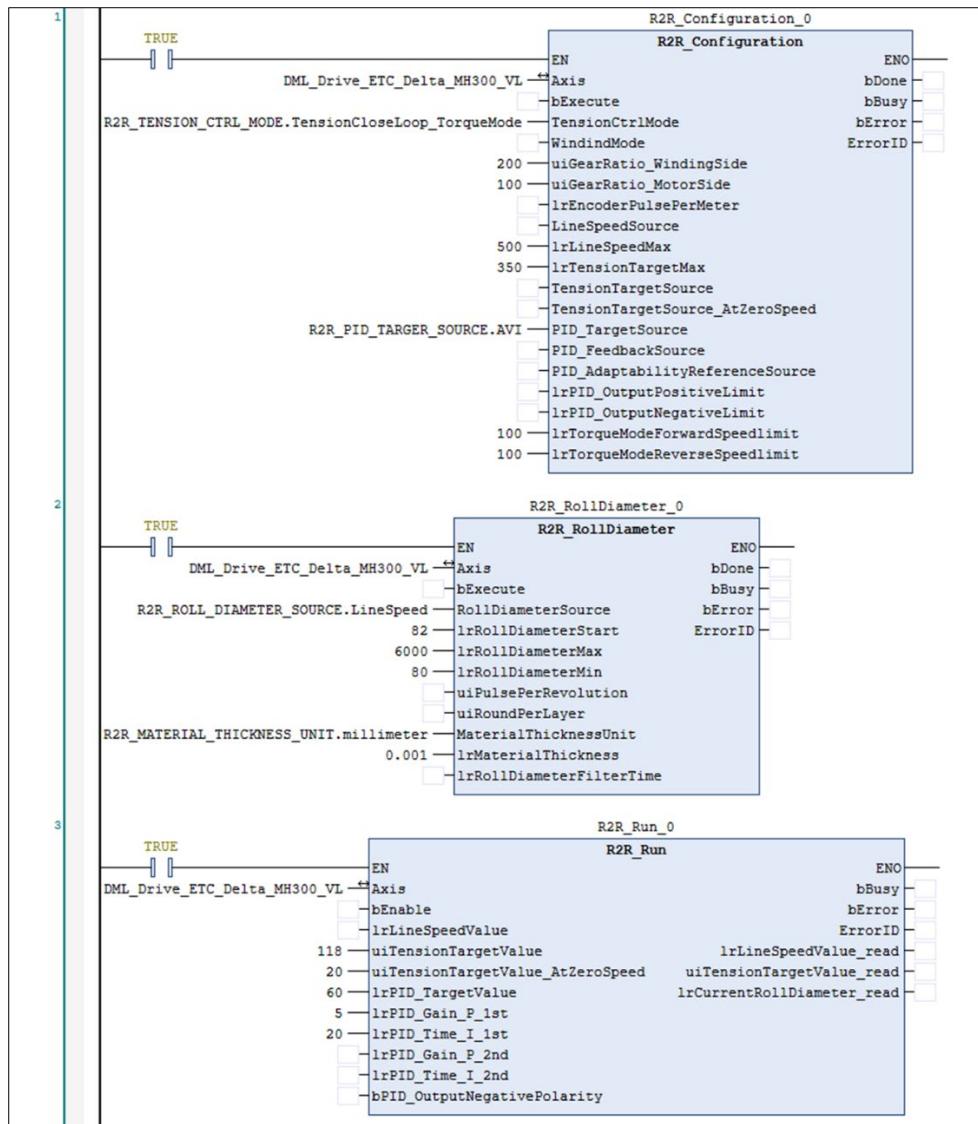 1
R2R_Configuration_0
TRUE
R2R_Configuration
EN ENO
DML_Drive_ETC_Delta_MH300_VL Axis bDone
bExecute bBusy
R2R_TENSION_CTRL_MODE.TensionCloseLoop_TorqueMode TensionCtrlMode bError
WindindMode ErrorID
200 uiGearRatio_WindingSide
100 uiGearRatio_MotorSide
lrEncoderPulsePerMeter
LineSpeedSource
500 lrLineSpeedMax
350 lrTensionTargetMax
TensionTargetSource
TensionTargetSource_AtZeroSpeed
R2R_PID_TARGER_SOURCE.AVI PID_TargetSource
PID_FeedbackSource
PID_AdaptabilityReferenceSource
lrPID_OutputPositiveLimit
lrPID_OutputNegativeLimit
100 lrTorqueModeForwardSpeedlimit
100 lrTorqueModeReverseSpeedlimit
2
R2R_RollDiameter_0
TRUE
R2R_RollDiameter
EN ENO
DML_Drive_ETC_Delta_MH300_VL Axis bDone
bExecute bBusy
R2R_ROLL_DIAMETER_SOURCE.LineSpeed RollDiameterSource bError
82 lrRollDiameterStart ErrorID
6000 lrRollDiameterMax
80 lrRollDiameterMin
uiPulsePerRevolution
uiRoundPerLayer
R2R_MATERIAL_THICKNESS_UNIT.millimeter MaterialThicknessUnit
0.001 lrMaterialThickness
lrRollDiameterFilterTime
3
R2R_Run_0
TRUE
R2R_Run
EN ENO
DML_Drive_ETC_Delta_MH300_VL Axis bBusy
bEnable bError
lrLineSpeedValue ErrorID
118 uiTensionTargetValue lrLineSpeedValue_read
20 uiTensionTargetValue_AtZeroSpeed uiTensionTargetValue_read
60 lrPID_TargetValue lrCurrentRollDiameter_read
5 lrPID_Gain_P_1st
20 lrPID_Time_I_1st
lrPID_Gain_P_2nd
lrPID_Time_I_2nd
bPID_OutputNegativePolarity